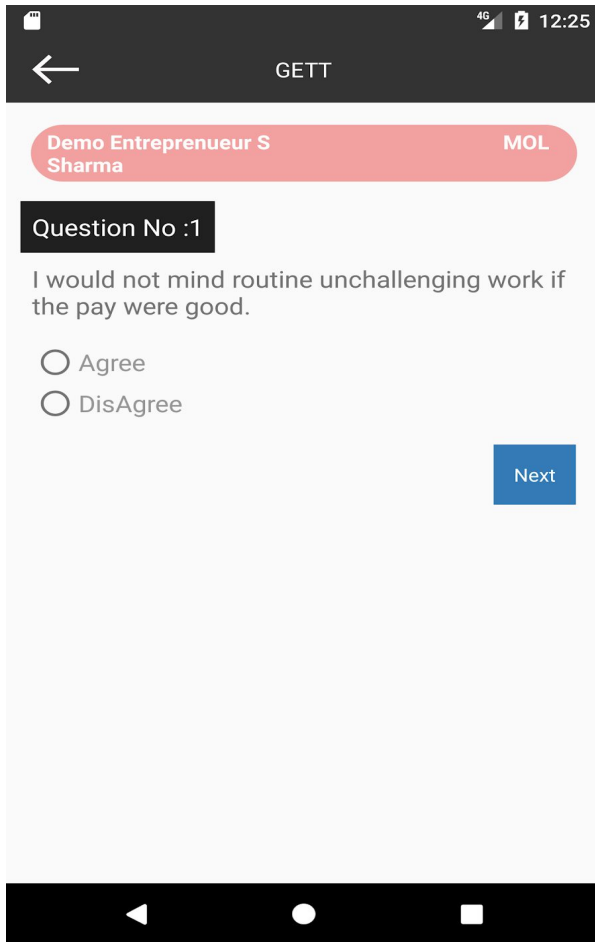 4G 12:25
GETT
Demo Entreprenueur S MOL
Sharma
Question No :1
I would not mind routine unchallenging work if
the pay were good.
Agree
DisAgree
Next